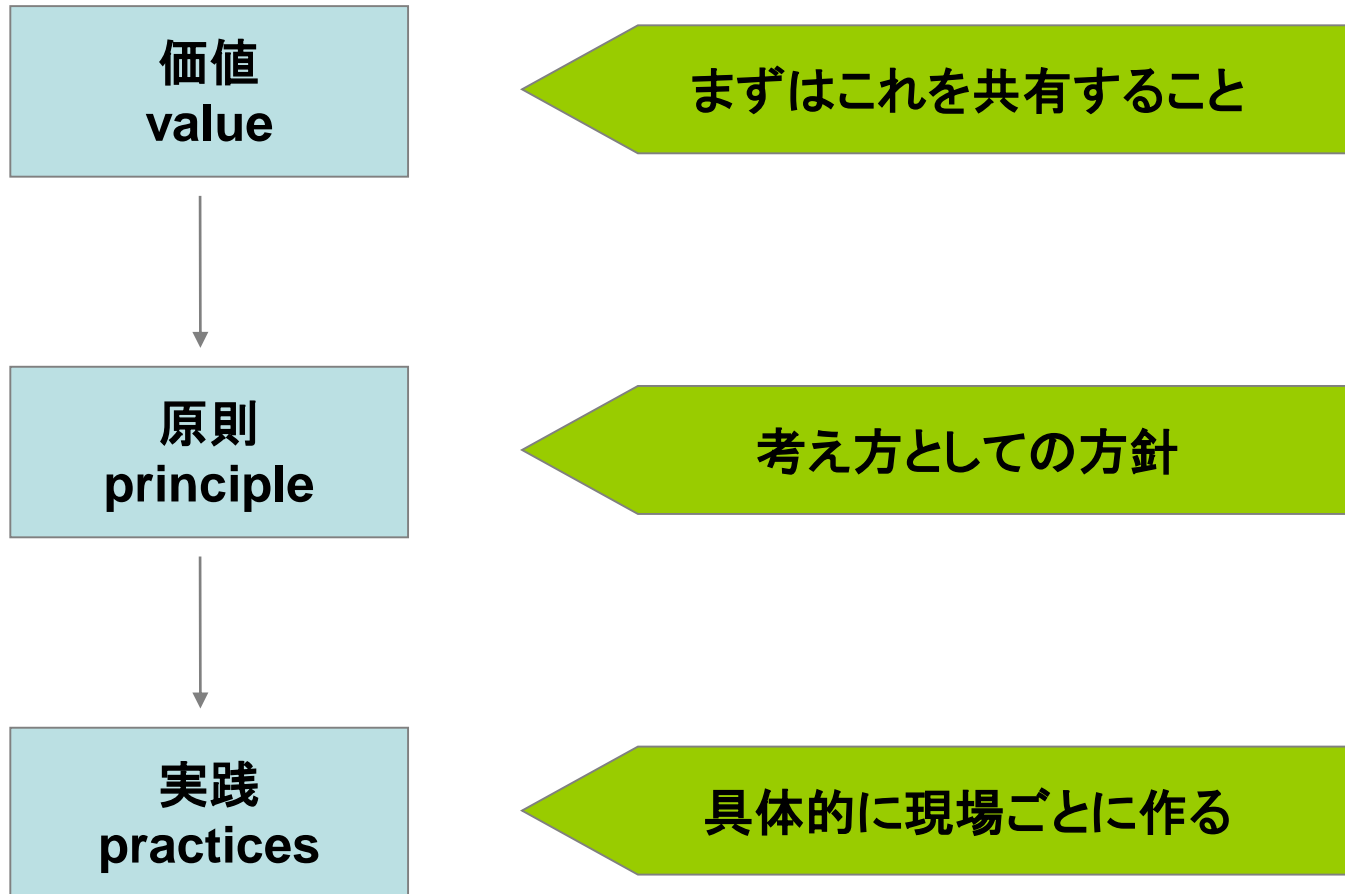 価値
value
まずはこれを共有すること
原則
principle
考え方としての方針
実践
practices
具体的に現場ごとに作る